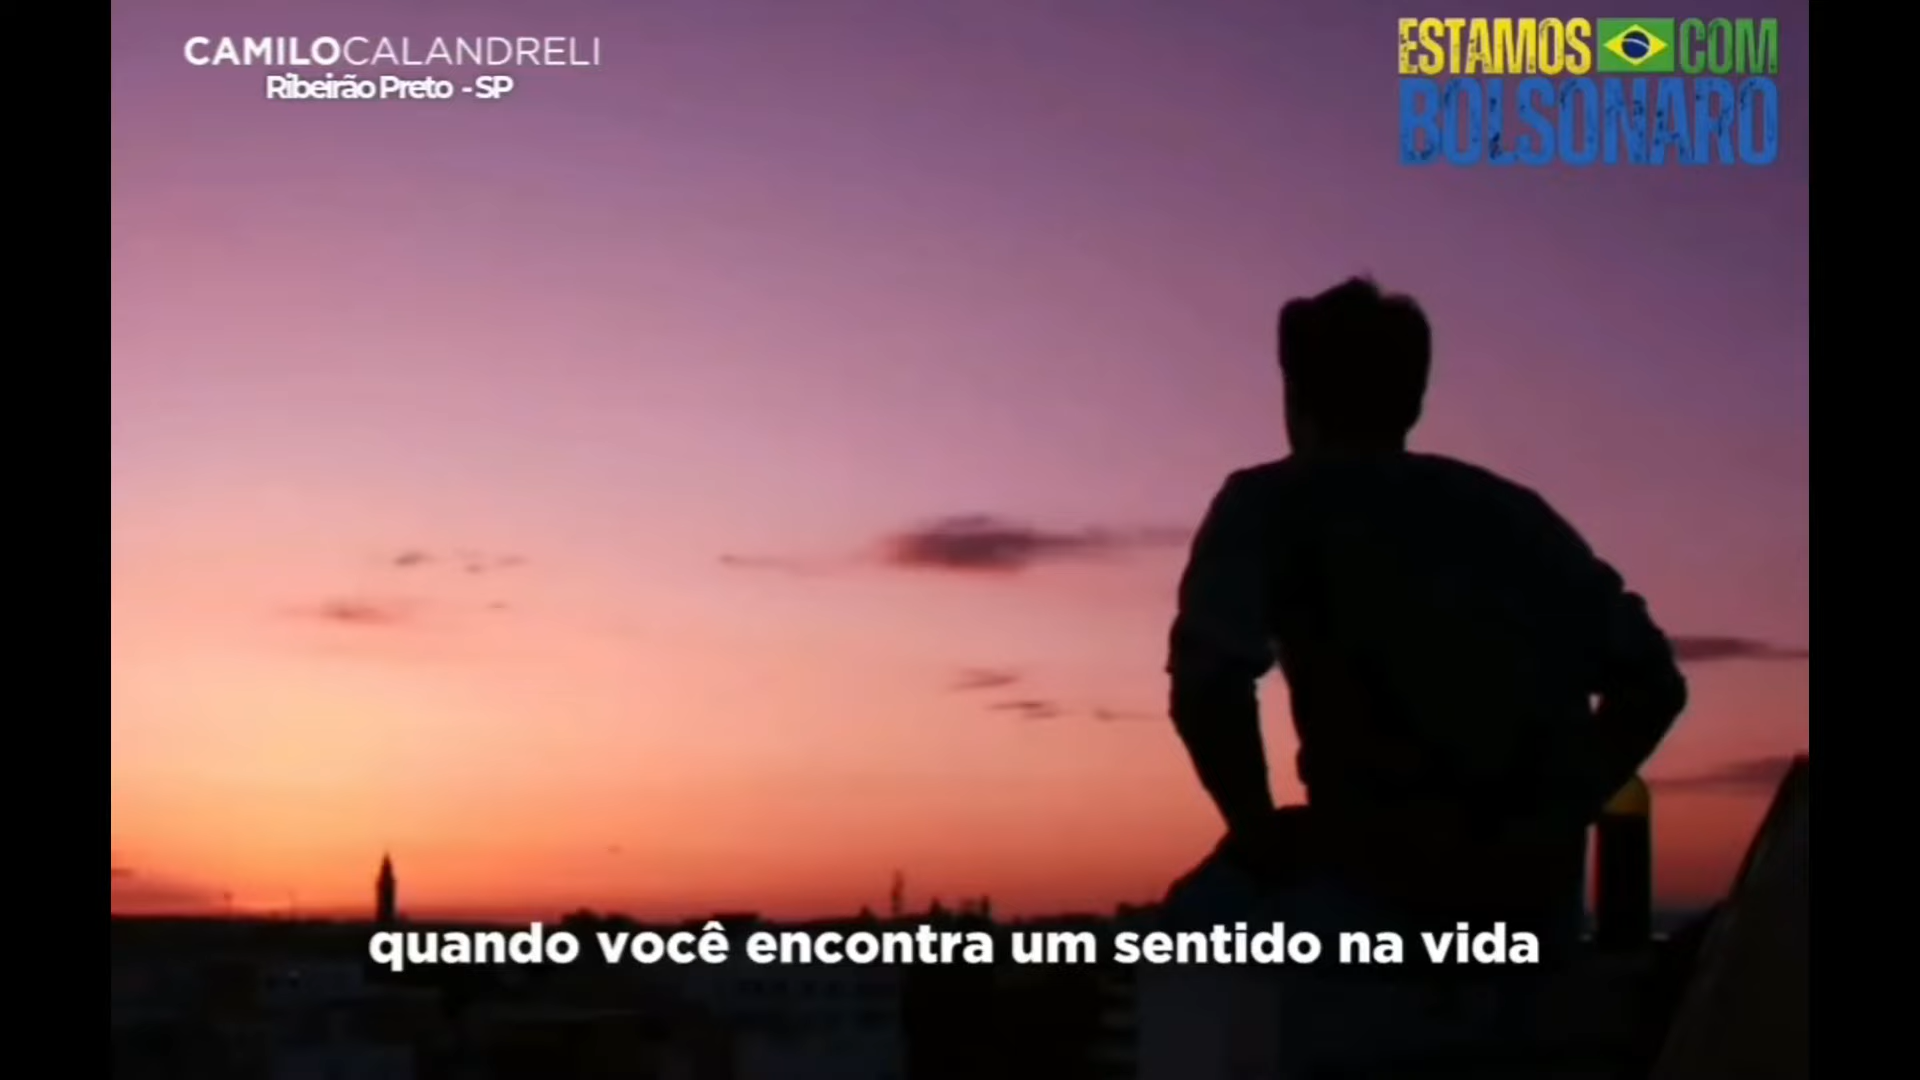 CAMILOCALANDRELI
Ribeirão Preto - SP
ESTAMOS COM
BOLSONARO
quando você encontra um sentido na vida